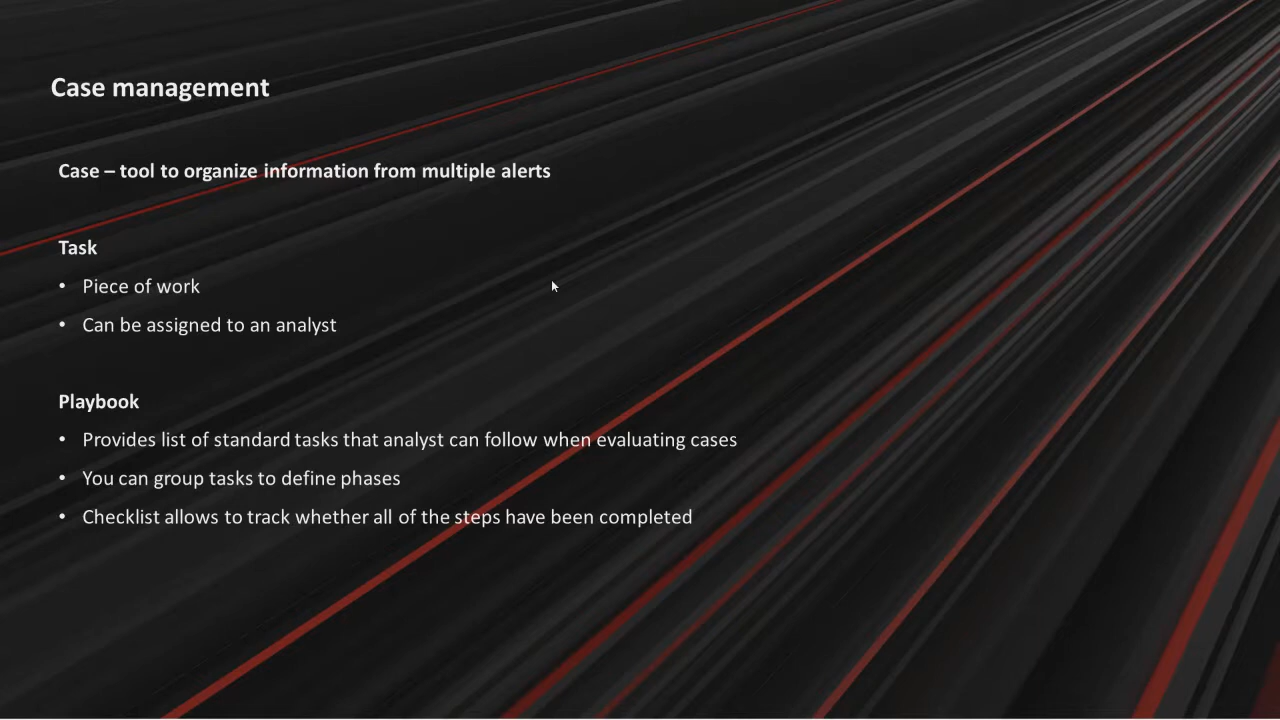 Case management
Case – tool to organize information from multiple alerts
Task
• Piece of work
• Can be assigned to an analyst
Playbook
• Provides list of standard tasks that analyst can follow when evaluating cases
• You can group tasks to define phases
• Checklist allows to track whether all of the steps have been completed